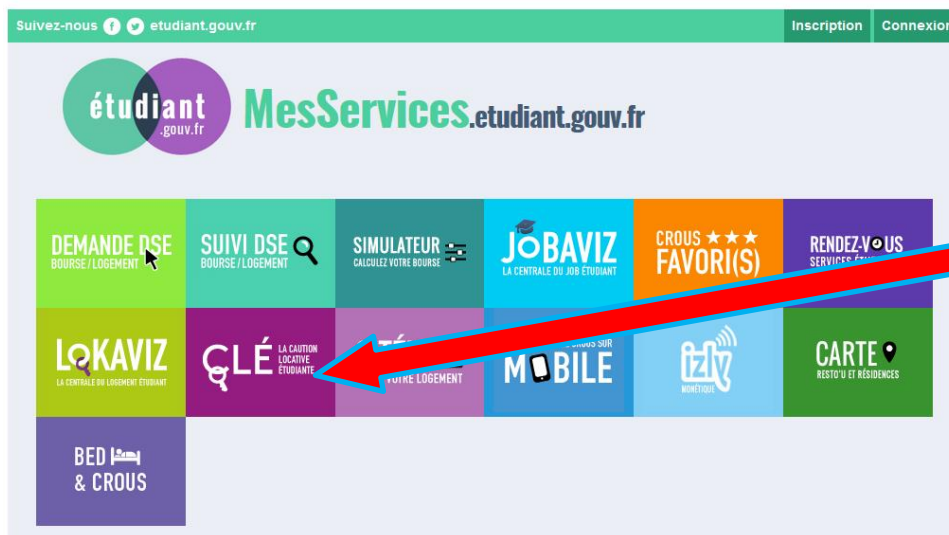 Suivez-nous etudiant.gouv.fr Inscription Connexion
étudiant
.gouv.fr
MesServices.etudiant.gouv.fr
DEMANDE DSE
BOURSE/LOGEMENT
SUIVI DSE
BOURSE/LOGEMENT
SIMULATEUR
CALCULEZ VOTRE BOURSE
JOBAVIZ
LA CENTRALE DU JOB ÉTUDIANT
CROUS
FAVORI(S)
RENDEZ-VOUS
SERVICES
LOKAVIZ
LA CENTRALE DU LOGEMENT ÉTUDIANT
CLÉ
LA CAUTION
LOCATIVE
ÉTUDIANTE
VOTRE LOGEMENT
CROUS SUR
MOBILE
izly
MONÉTIQUE
CARTE
RESTO'U ET RÉSIDENCES
BED
& CROUS